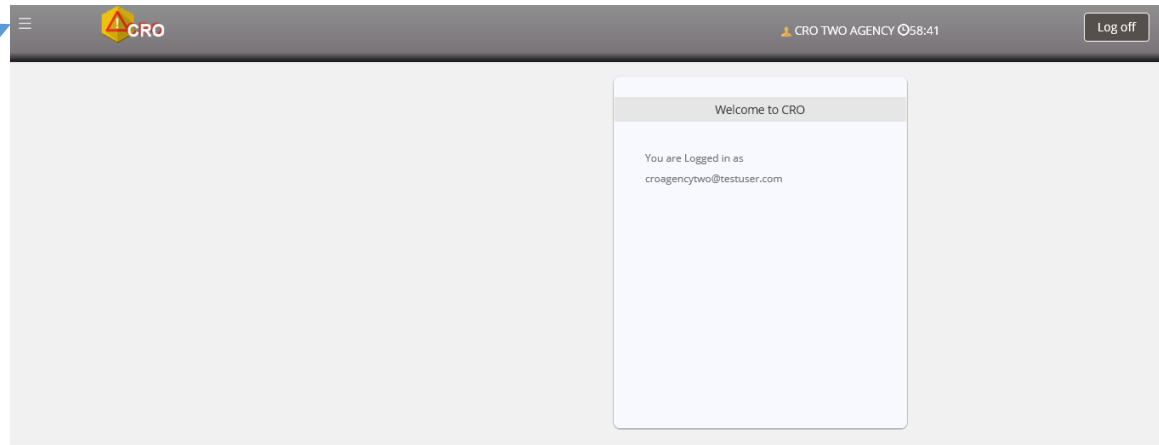 CRO
CRO TWO AGENCY 58:41
Log off
Welcome to CRO
You are Logged in as
croagencytwo@testuser.com